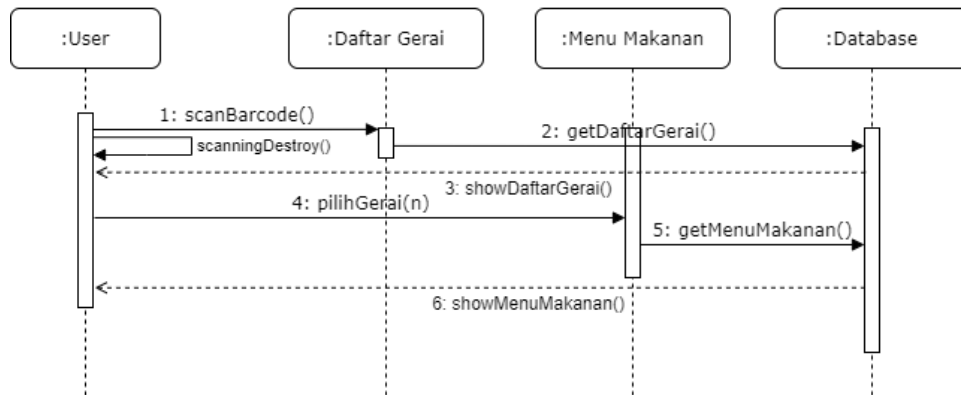 :User
:Daftar Gerai
:Menu Makanan
:Database
1: scanBarcode()
scanningDestroy()
2: getDaftarGerai()
3: showDaftarGerai()
4: pilihGerai(n)
5: getMenuMakanan()
6: showMenuMakanan()